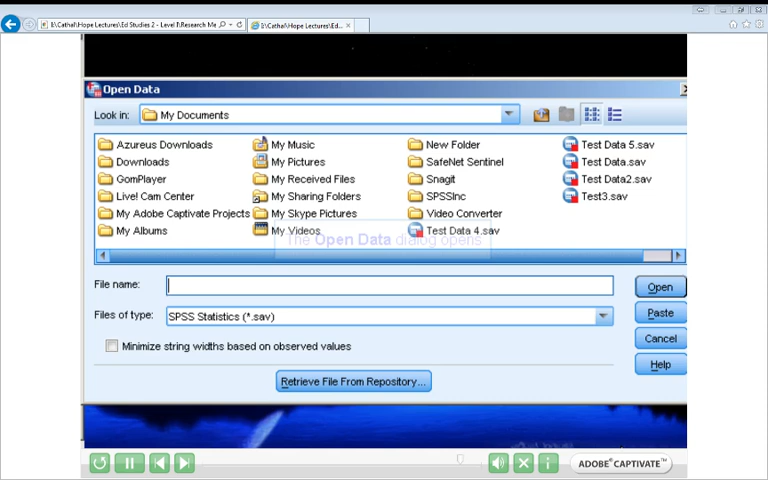 E:\Cathal\Hope Lectures\Ed Studies 2 - Level I\Research Me
E:\Cathal\Hope Lectures\Ed...
Open Data
Look in: My Documents
Azureus Downloads My Music New Folder Test Data 5.sav
Downloads My Pictures SafeNet Sentinel Test Data.sav
GomPlayer My Received Files Snagit Test Data2.sav
Live! Cam Center My Sharing Folders SPSSInc Test3.sav
My Adobe Captivate Projects My Skype Pictures Video Converter
My Albums My Videos Test Data 4.sav
The Open Data dialog opens
File name: Open
Files of type: SPSS Statistics (*.sav) Paste
Cancel
Minimize string widths based on observed values
Help
Retrieve File From Repository...
ADOBE® CAPTIVATE™